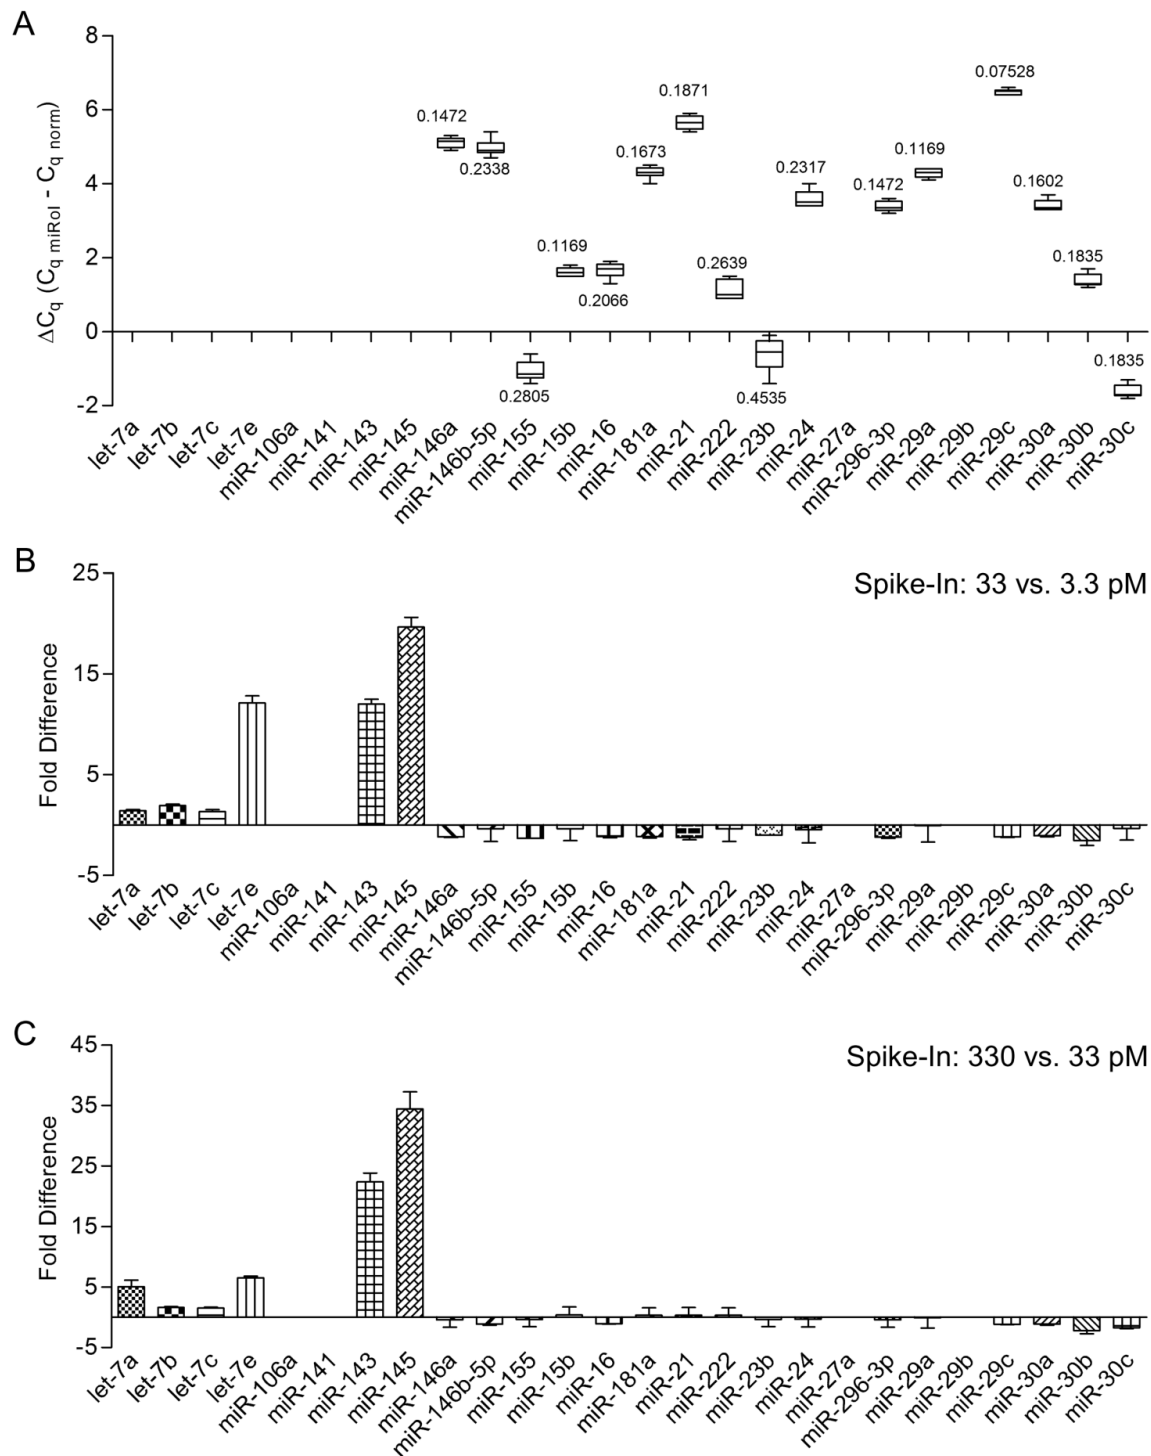 A
8
6
4
2
0
-2
ΔCq (Cq miRoI - Cq norm)
0.1472
0.2338
0.2805
0.1169
0.2066
0.1673
0.1871
0.2639
0.4535
0.2317
0.1472
0.1169
0.07528
0.1602
0.1835
0.1835
let-7a
let-7b
let-7c
let-7e
miR-106a
miR-141
miR-143
miR-145
miR-146a
miR-146b-5p
miR-155
miR-15b
miR-16
miR-181a
miR-21
miR-222
miR-23b
miR-24
miR-27a
miR-296-3p
miR-29a
miR-29b
miR-29c
miR-30a
miR-30b
miR-30c
B
Spike-In: 33 vs. 3.3 pM
25
15
5
-5
Fold Difference
let-7a
let-7b
let-7c
let-7e
miR-106a
miR-141
miR-143
miR-145
miR-146a
miR-146b-5p
miR-155
miR-15b
miR-16
miR-181a
miR-21
miR-222
miR-23b
miR-24
miR-27a
miR-296-3p
miR-29a
miR-29b
miR-29c
miR-30a
miR-30b
miR-30c
C
Spike-In: 330 vs. 33 pM
45
35
25
15
5
-5
Fold Difference
let-7a
let-7b
let-7c
let-7e
miR-106a
miR-141
miR-143
miR-145
miR-146a
miR-146b-5p
miR-155
miR-15b
miR-16
miR-181a
miR-21
miR-222
miR-23b
miR-24
miR-27a
miR-296-3p
miR-29a
miR-29b
miR-29c
miR-30a
miR-30b
miR-30c